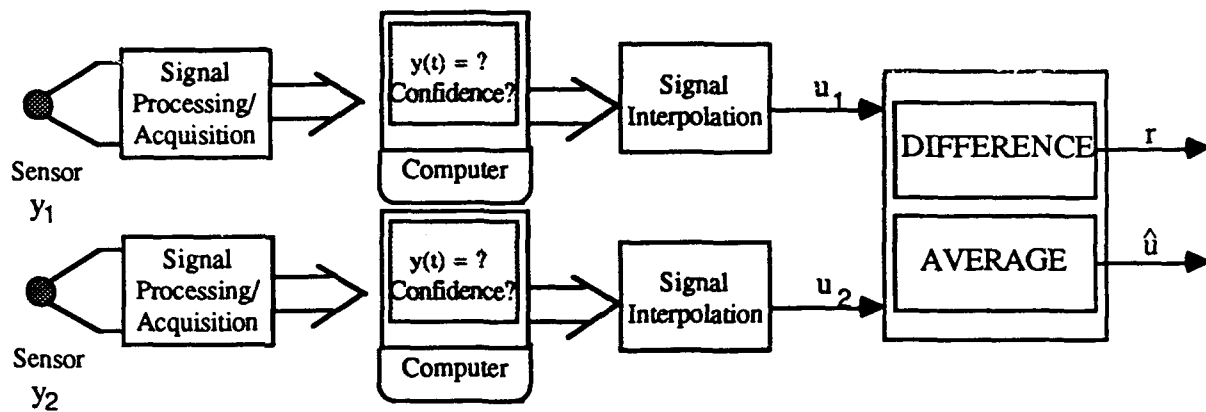 Signal
Processing/
Acquisition
y(t) = ?
Confidence?
Computer
Signal
Interpolation
u1
DIFFERENCE
r
Sensor
y1
Signal
Processing/
Acquisition
y(t) = ?
Confidence?
Computer
Signal
Interpolation
u2
AVERAGE
û
Sensor
y2